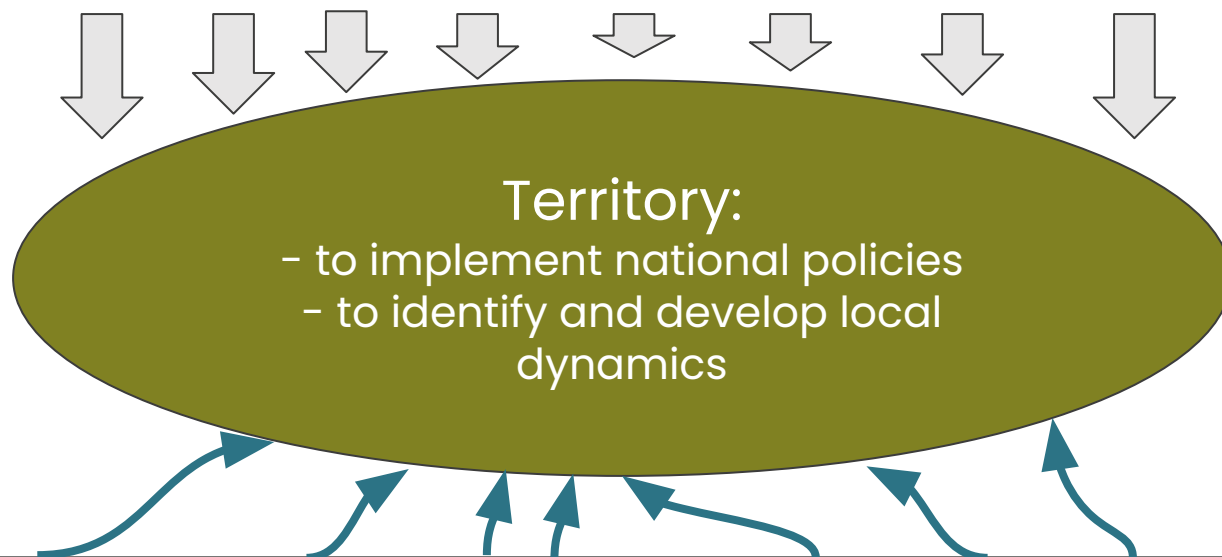 Territory:
- to implement national policies
- to identify and develop local
dynamics